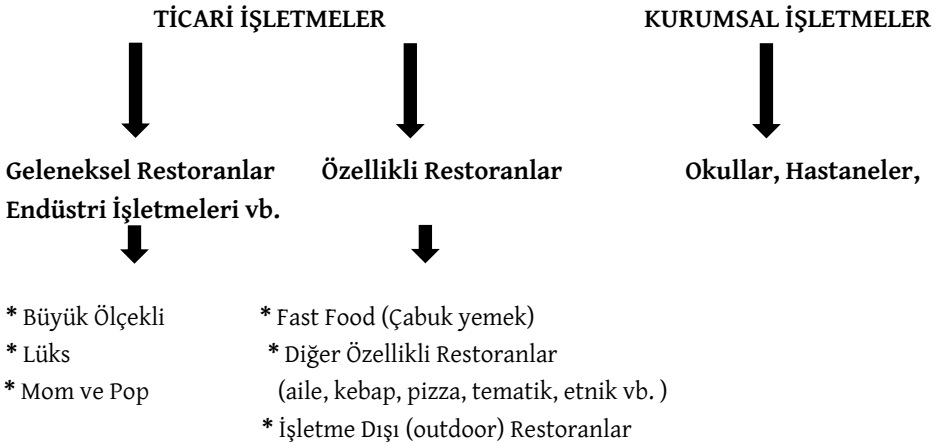 TİCARİ İŞLETMELER KURUMSAL İŞLETMELER
Geleneksel Restoranlar Özellikli Restoranlar Okullar, Hastaneler,
Endüstri İşletmeleri vb.
* Büyük Ölçekli * Fast Food (Çabuk yemek)
* Lüks * Diğer Özellikli Restoranlar
* Mom ve Pop (aile, kebap, pizza, tematik, etnik vb. )
* İşletme Dışı (outdoor) Restoranlar